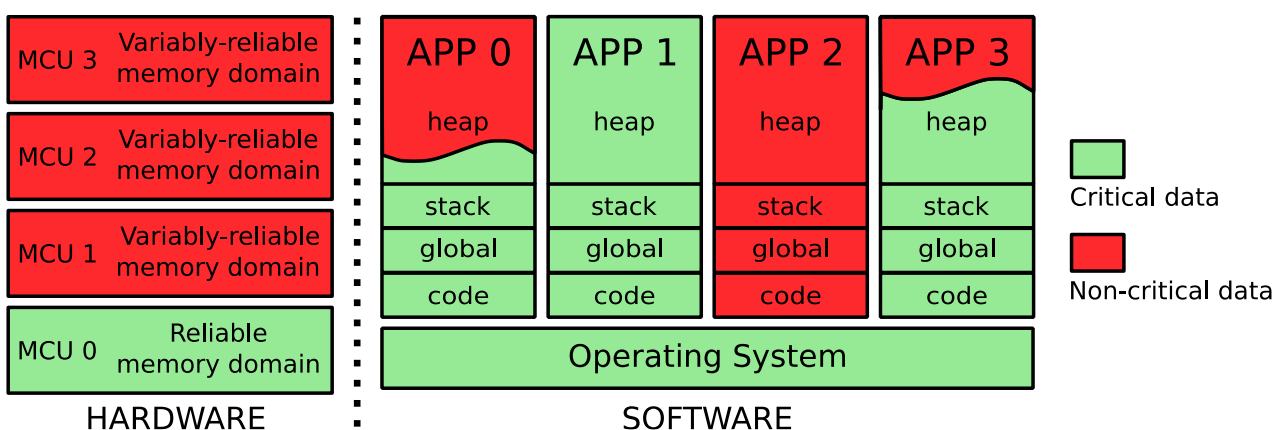 MCU 3
Variably-reliable
memory domain
MCU 2
Variably-reliable
memory domain
MCU 1
Variably-reliable
memory domain
MCU 0
Reliable
memory domain
HARDWARE
APP 0
heap
stack
global
code
APP 1
heap
stack
global
code
APP 2
heap
stack
global
code
APP 3
heap
stack
global
code
Operating System
SOFTWARE
Critical data
Non-critical data